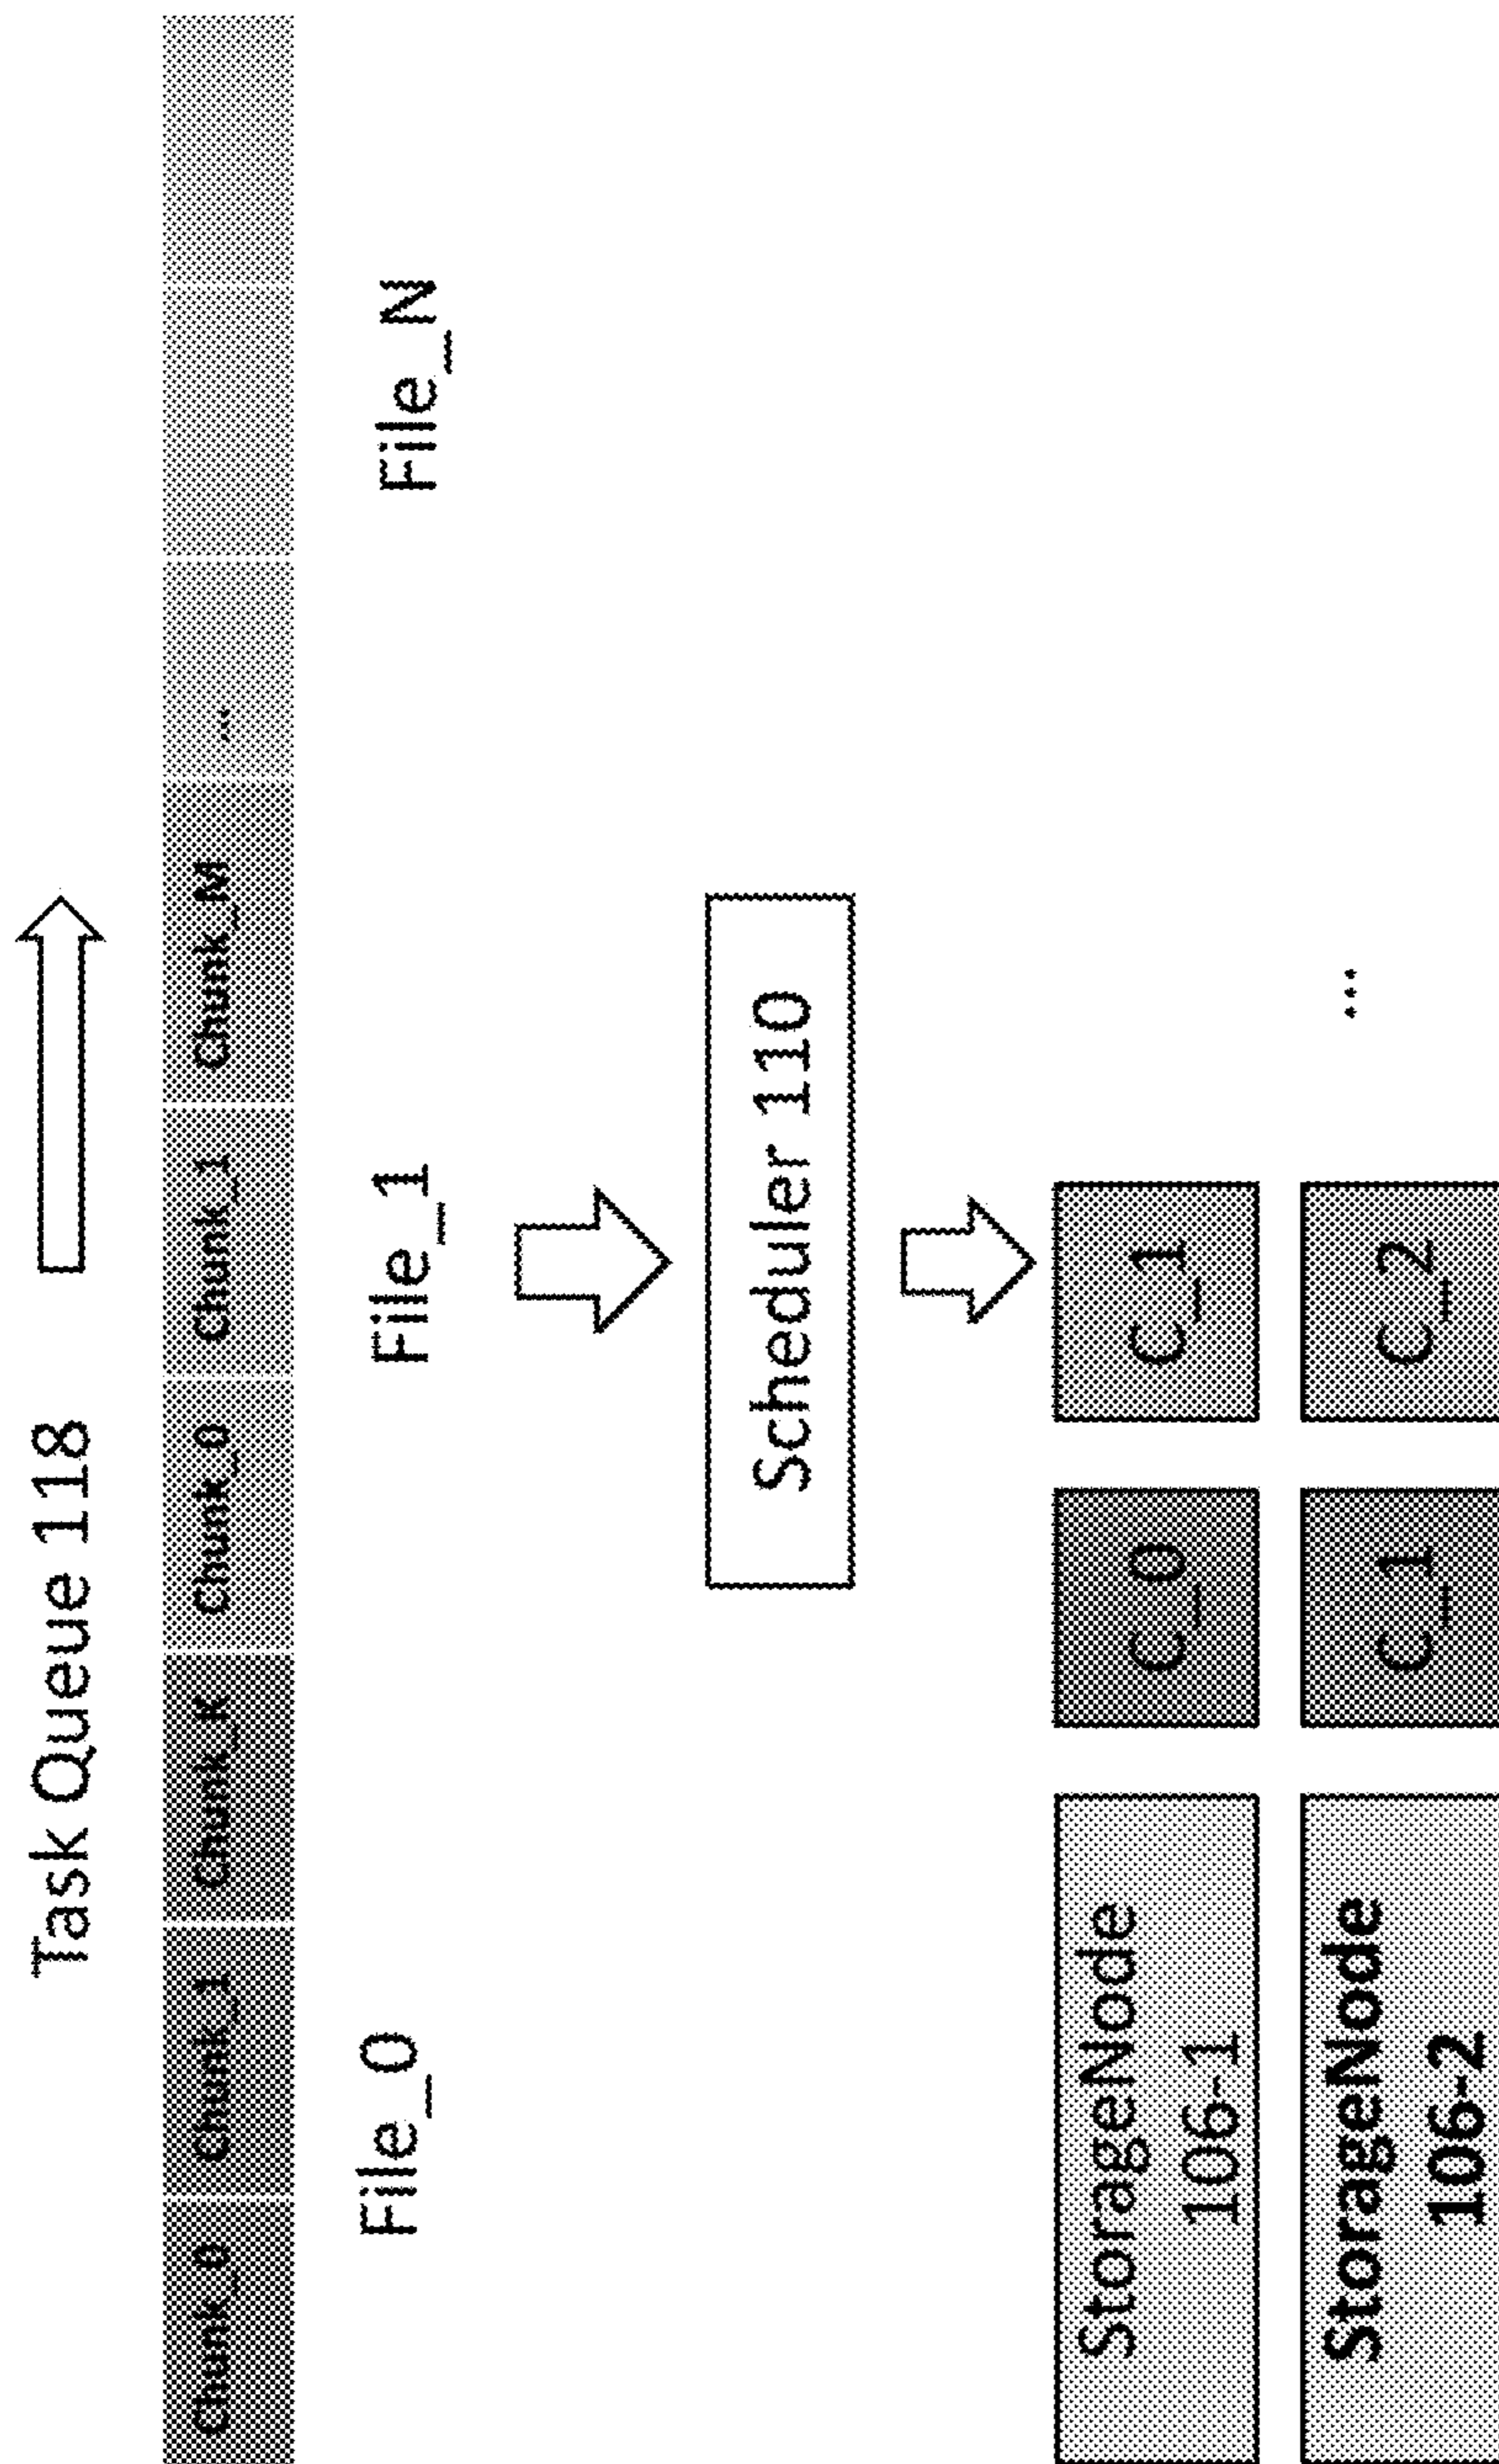 Task Queue 118
Chunk_0 Chunk_1 Chunk_K Chunk_0 Chunk_1 Chunk_M ...
File_0 File_1 File_N
Scheduler 110
StorageNode
106-1
C_0 C_1
StorageNode
106-2
C_1 C_2
...